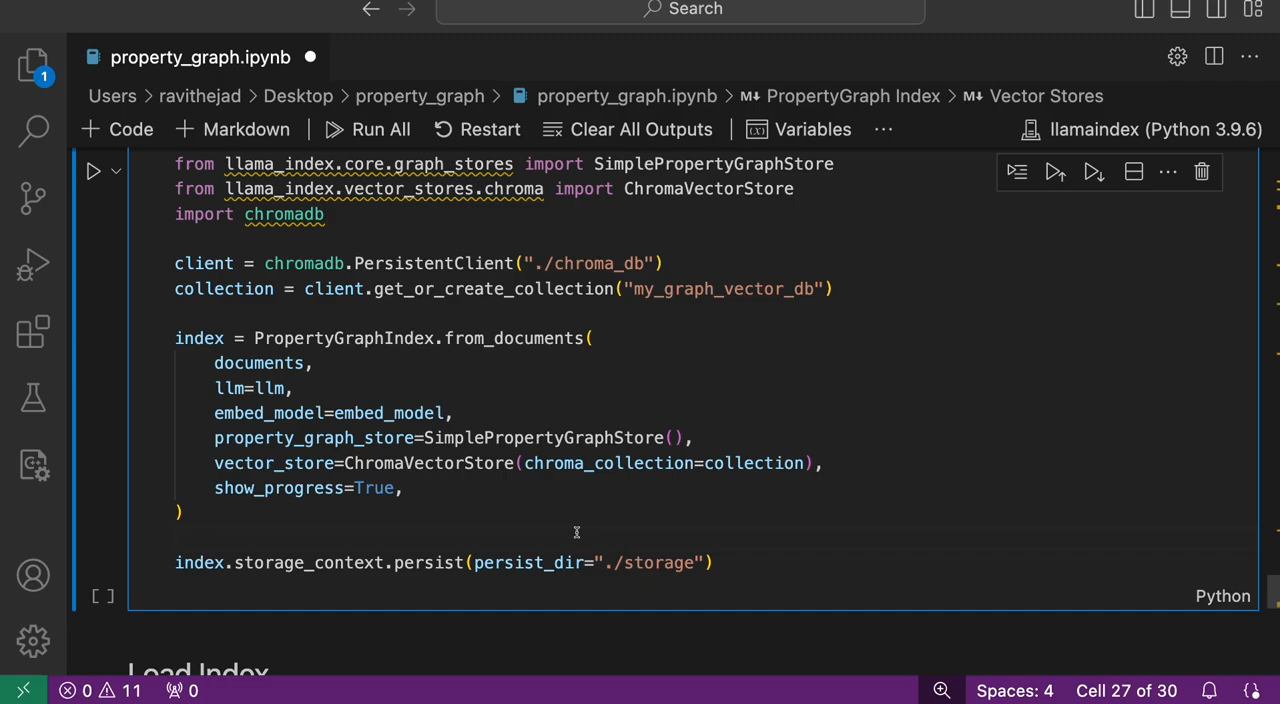 Search
property_graph.ipynb
1
Users > ravithejad > Desktop > property_graph > property_graph.ipynb > M↓ PropertyGraph Index > M↓ Vector Stores
+ Code + Markdown | Run All Restart Clear All Outputs | Variables ··· llamaindex (Python 3.9.6)
from llama_index.core.graph_stores import SimplePropertyGraphStore
from llama_index.vector_stores.chroma import ChromaVectorStore
import chromadb
client = chromadb.PersistentClient("./chroma_db")
collection = client.get_or_create_collection("my_graph_vector_db")
index = PropertyGraphIndex.from_documents(
documents,
llm=llm,
embed_model=embed_model,
property_graph_store=SimplePropertyGraphStore(),
vector_store=ChromaVectorStore(chroma_collection=collection),
show_progress=True,
)
index.storage_context.persist(persist_dir="./storage")
[ ] Python
Load Index
0 11 0 Spaces: 4 Cell 27 of 30